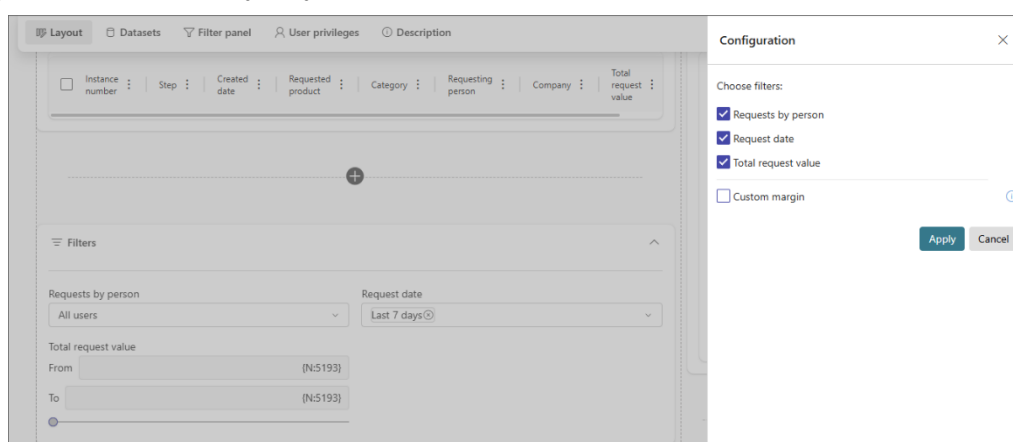 Layout Datasets Filter panel User privileges Description
Instance number Step Created date Requested product Category Requesting person Company Total request value
Filters
Requests by person Request date
All users Last 7 days
Total request value
From {N:5193}
To {N:5193}
Configuration
Choose filters:
Requests by person
Request date
Total request value
Custom margin
Apply Cancel